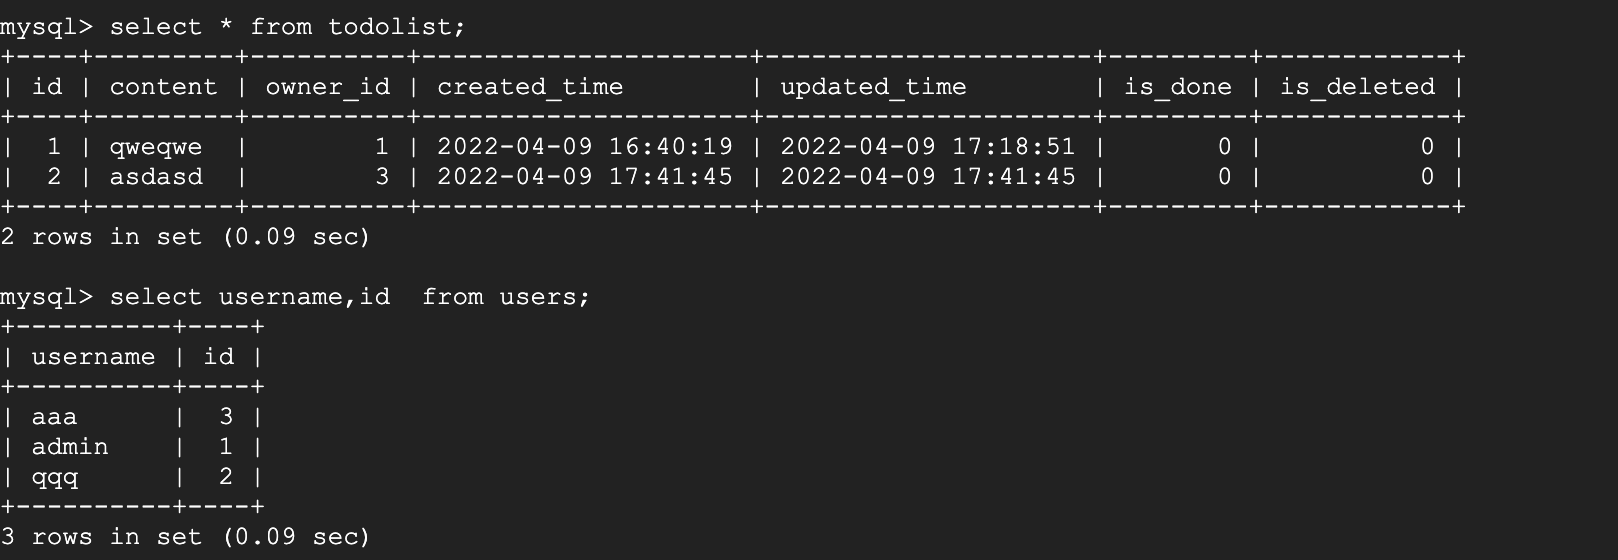 mysql> select * from todolist;
+----+---------+----------+---------------------+---------------------+---------+------------+
| id | content | owner_id | created_time        | updated_time        | is_done | is_deleted |
+----+---------+----------+---------------------+---------------------+---------+------------+
|  1 | qweqwe  |        1 | 2022-04-09 16:40:19 | 2022-04-09 17:18:51 |       0 |          0 |
|  2 | asdasd  |        3 | 2022-04-09 17:41:45 | 2022-04-09 17:41:45 |       0 |          0 |
+----+---------+----------+---------------------+---------------------+---------+------------+
2 rows in set (0.09 sec)
mysql> select username,id  from users;
+----------+----+
| username | id |
+----------+----+
| aaa      |  3 |
| admin    |  1 |
| qqq      |  2 |
+----------+----+
3 rows in set (0.09 sec)